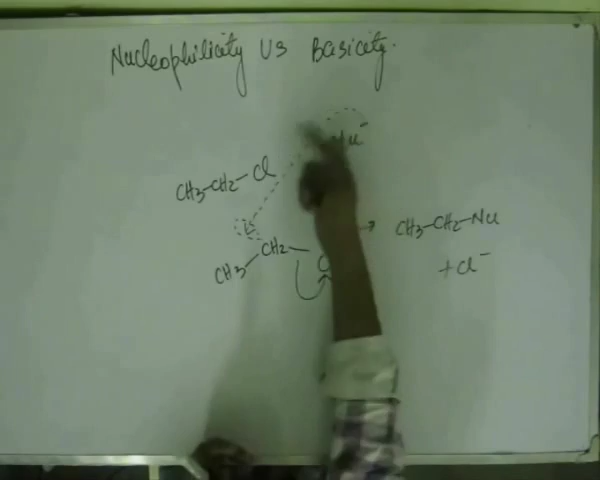 Nucleophilicity Vs Basicity.
CH3-CH2-Cl
CH3-CH2-Nu
CH3-CH2-
+ Cl-